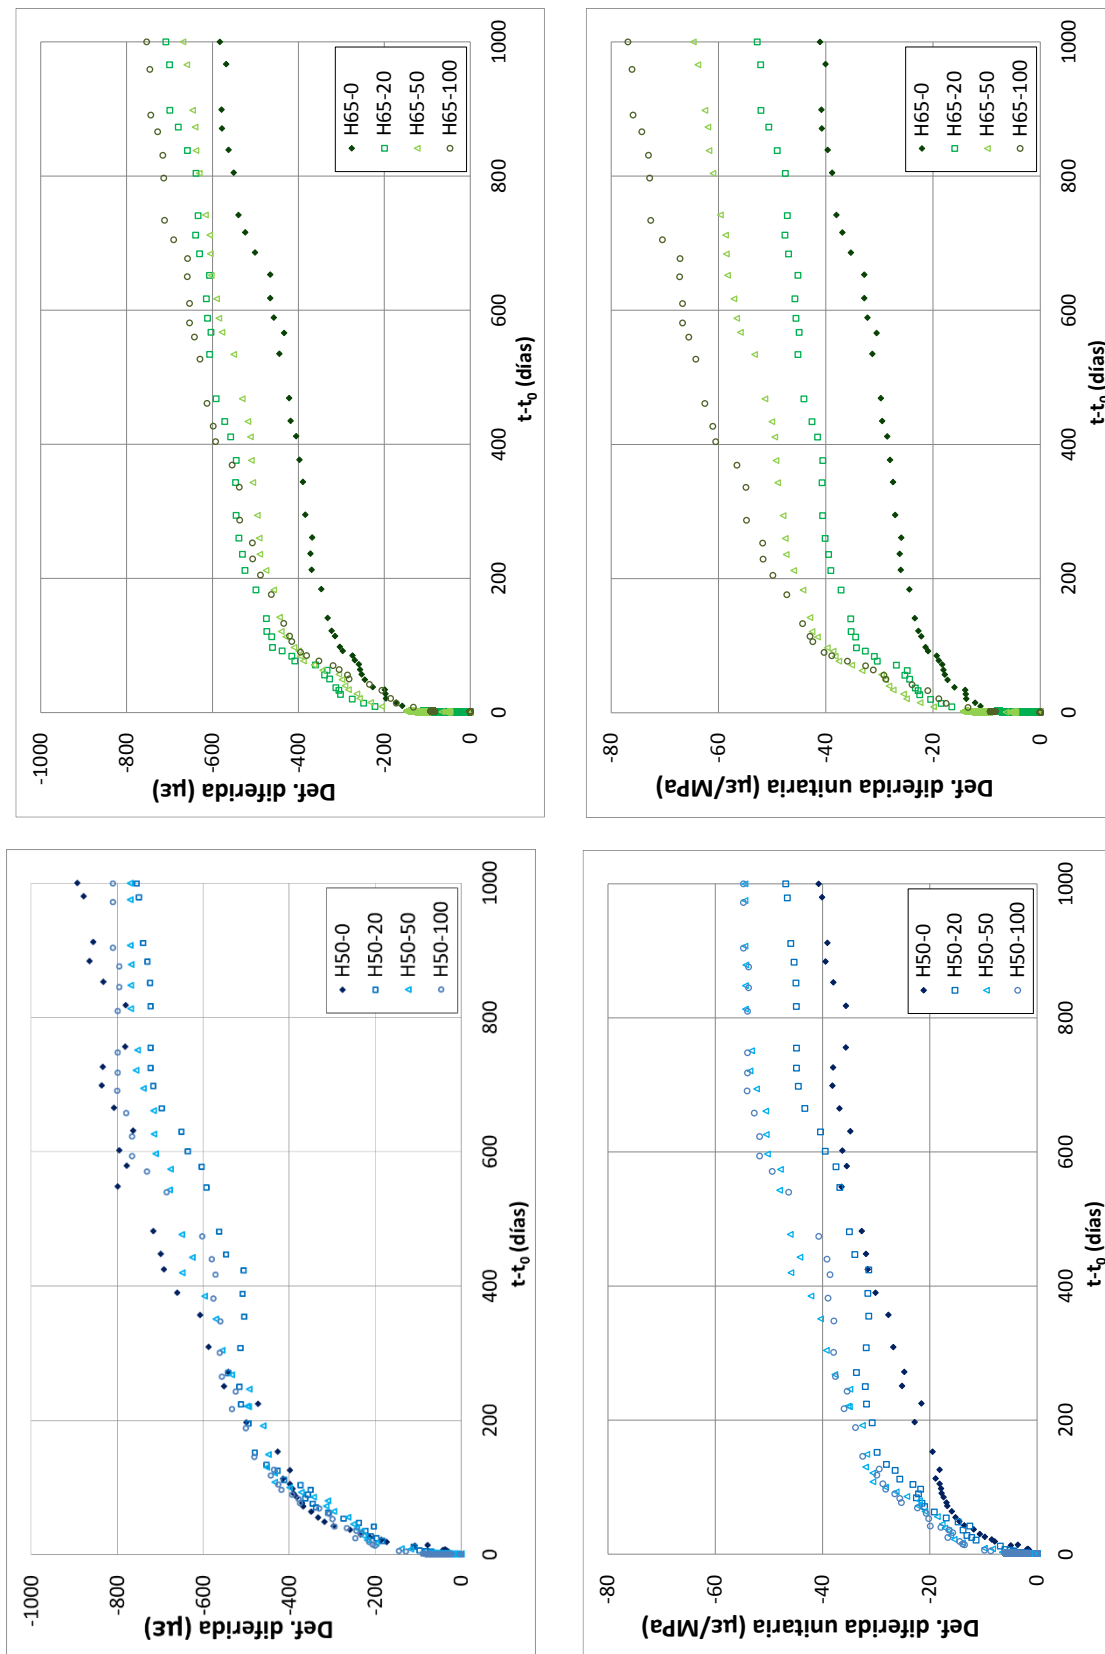 Def. diferida (µε)
-1000
-800
-600
-400
-200
0
0
200
400
600
800
1000
t-t0 (días)
H50-0
H50-20
H50-50
H50-100
Def. diferida (µε)
-1000
-800
-600
-400
-200
0
0
200
400
600
800
1000
t-t0 (días)
H65-0
H65-20
H65-50
H65-100
Def. diferida unitaria (µε/MPa)
-80
-60
-40
-20
0
0
200
400
600
800
1000
t-t0 (días)
H50-0
H50-20
H50-50
H50-100
Def. diferida unitaria (µε/MPa)
-80
-60
-40
-20
0
0
200
400
600
800
1000
t-t0 (días)
H65-0
H65-20
H65-50
H65-100